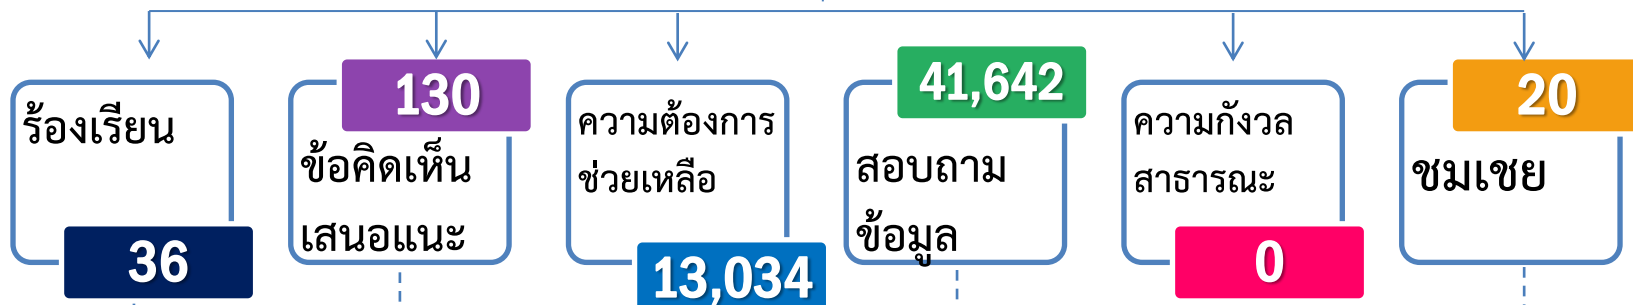 ร้องเรียน
36
130
ข้อคิดเห็น
เสนอแนะ
ความต้องการ
ช่วยเหลือ
13,034
41,642
สอบถาม
ข้อมูล
ความกังวล
สาธารณะ
0
20
ชมเชย